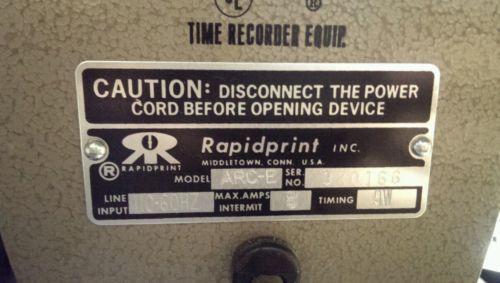 UL ®
TIME RECORDER EQUIP.
CAUTION: DISCONNECT THE POWER
CORD BEFORE OPENING DEVICE
® RAPIDPRINT
Rapidprint INC.
MIDDLETOWN, CONN. U.S.A.
MODEL ARC-E SER. NO.
LINE INPUT MAX. AMPS INTERMIT TIMING